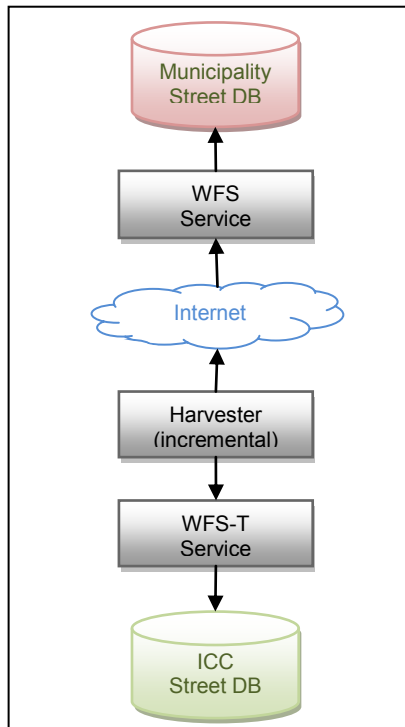 Municipality
Street DB
WFS
Service
Internet
Harvester
(incremental)
WFS-T
Service
ICC
Street DB